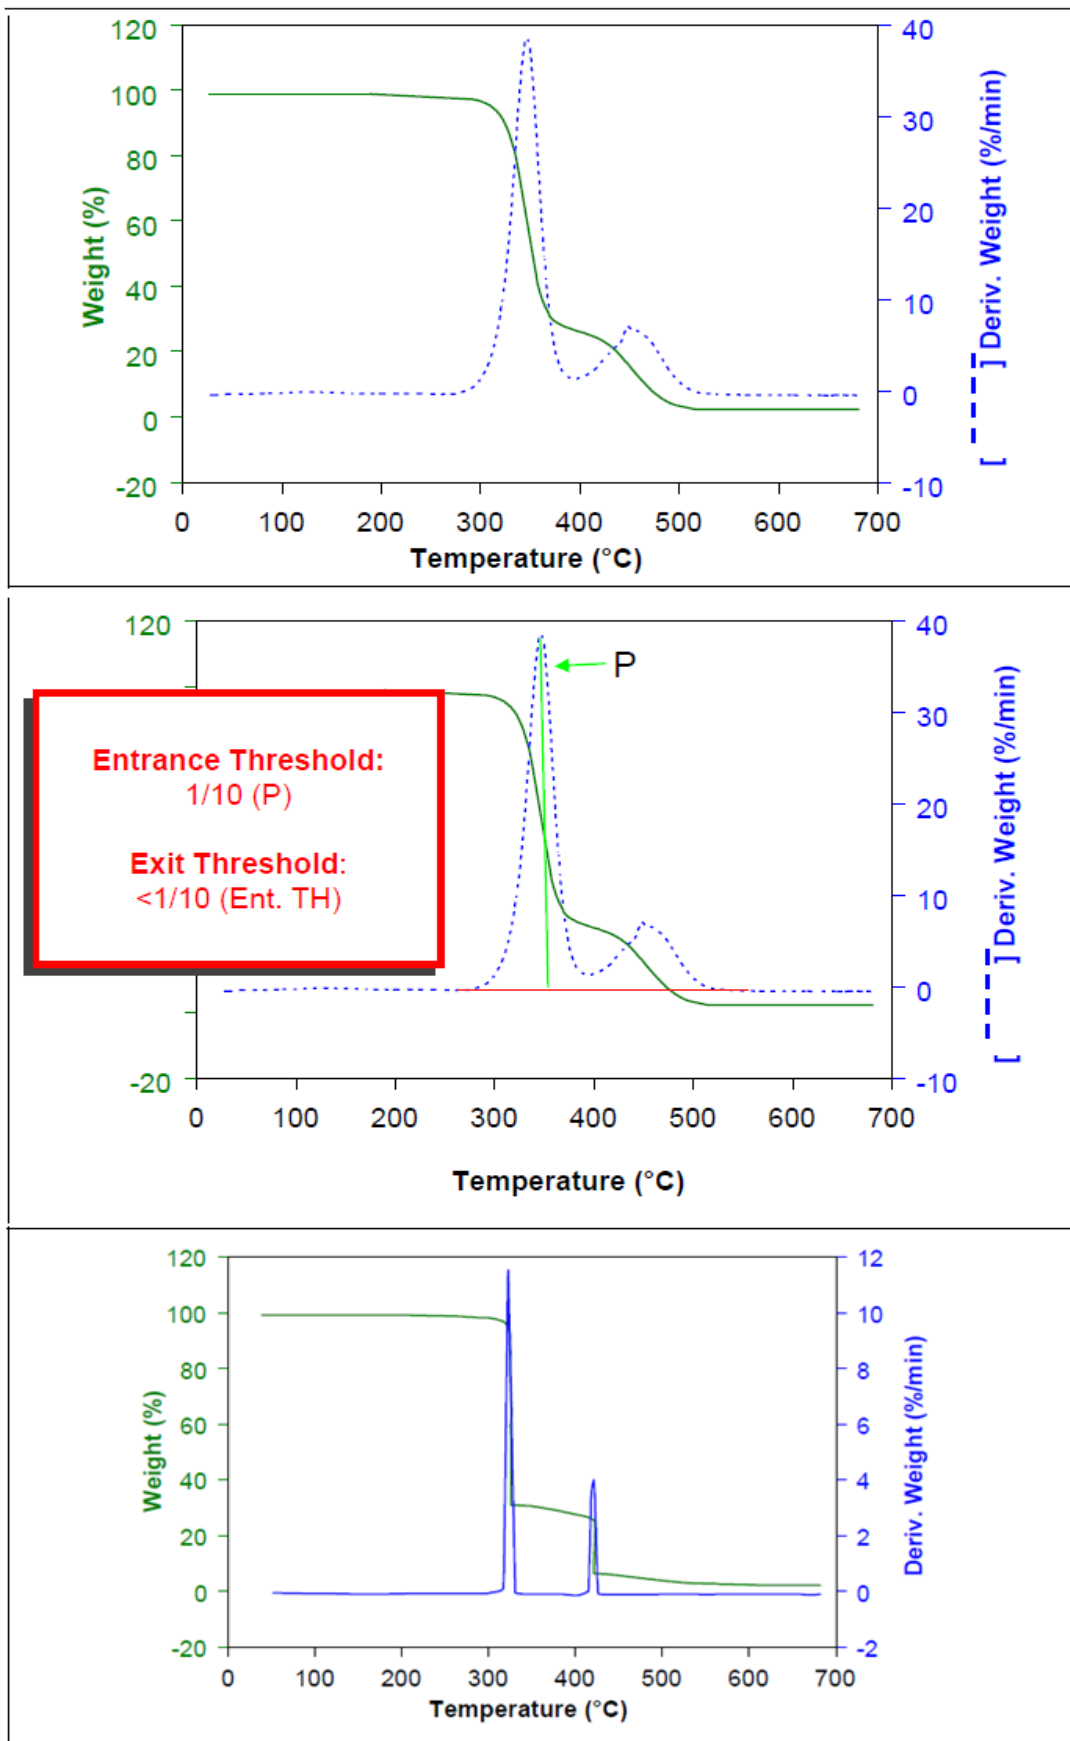 120
100
80
60
40
20
0
-20
Weight (%)
40
30
20
10
0
-10
[ ---- ] Deriv. Weight (%/min)
0 100 200 300 400 500 600 700
Temperature (°C)
120
-20
P
Entrance Threshold:
1/10 (P)
Exit Threshold:
<1/10 (Ent. TH)
40
30
20
10
0
-10
[ ---- ] Deriv. Weight (%/min)
0 100 200 300 400 500 600 700
Temperature (°C)
120
100
80
60
40
20
0
-20
Weight (%)
12
10
8
6
4
2
0
-2
Deriv. Weight (%/min)
0 100 200 300 400 500 600 700
Temperature (°C)